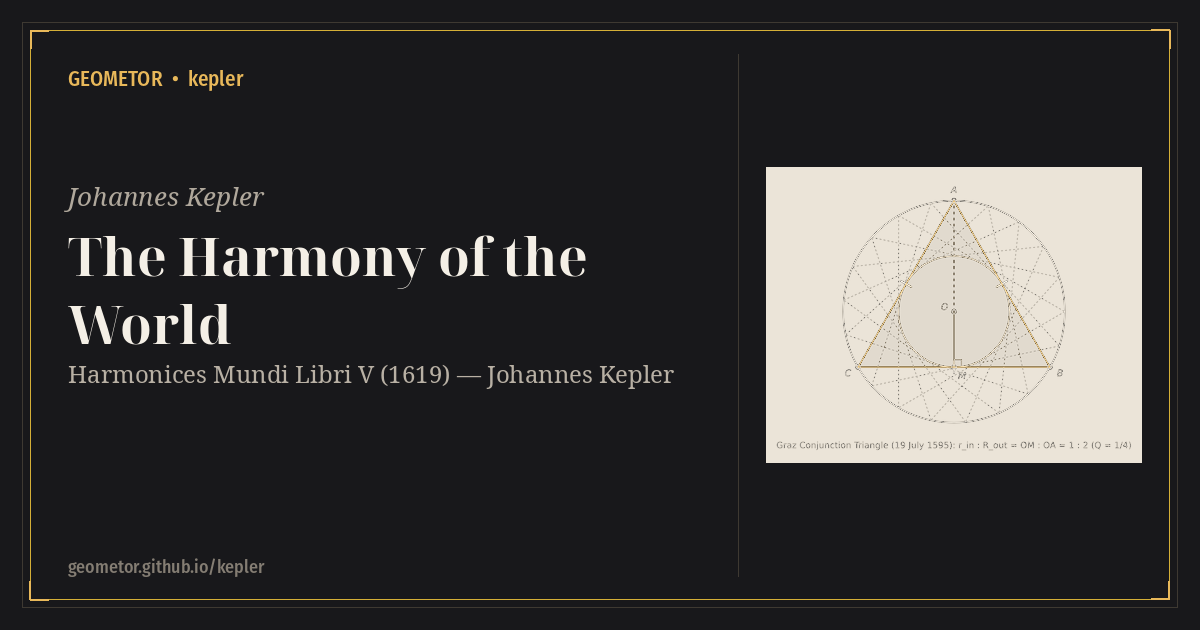 GEOMETOR • kepler
Johannes Kepler
The Harmony of the
World
Harmonices Mundi Libri V (1619) — Johannes Kepler
geometor.github.io/kepler
A
O
C
M
B
Graz Conjunction Triangle (19 July 1595): r_in : R_out = OM : OA = 1 : 2 (Q = 1/4)